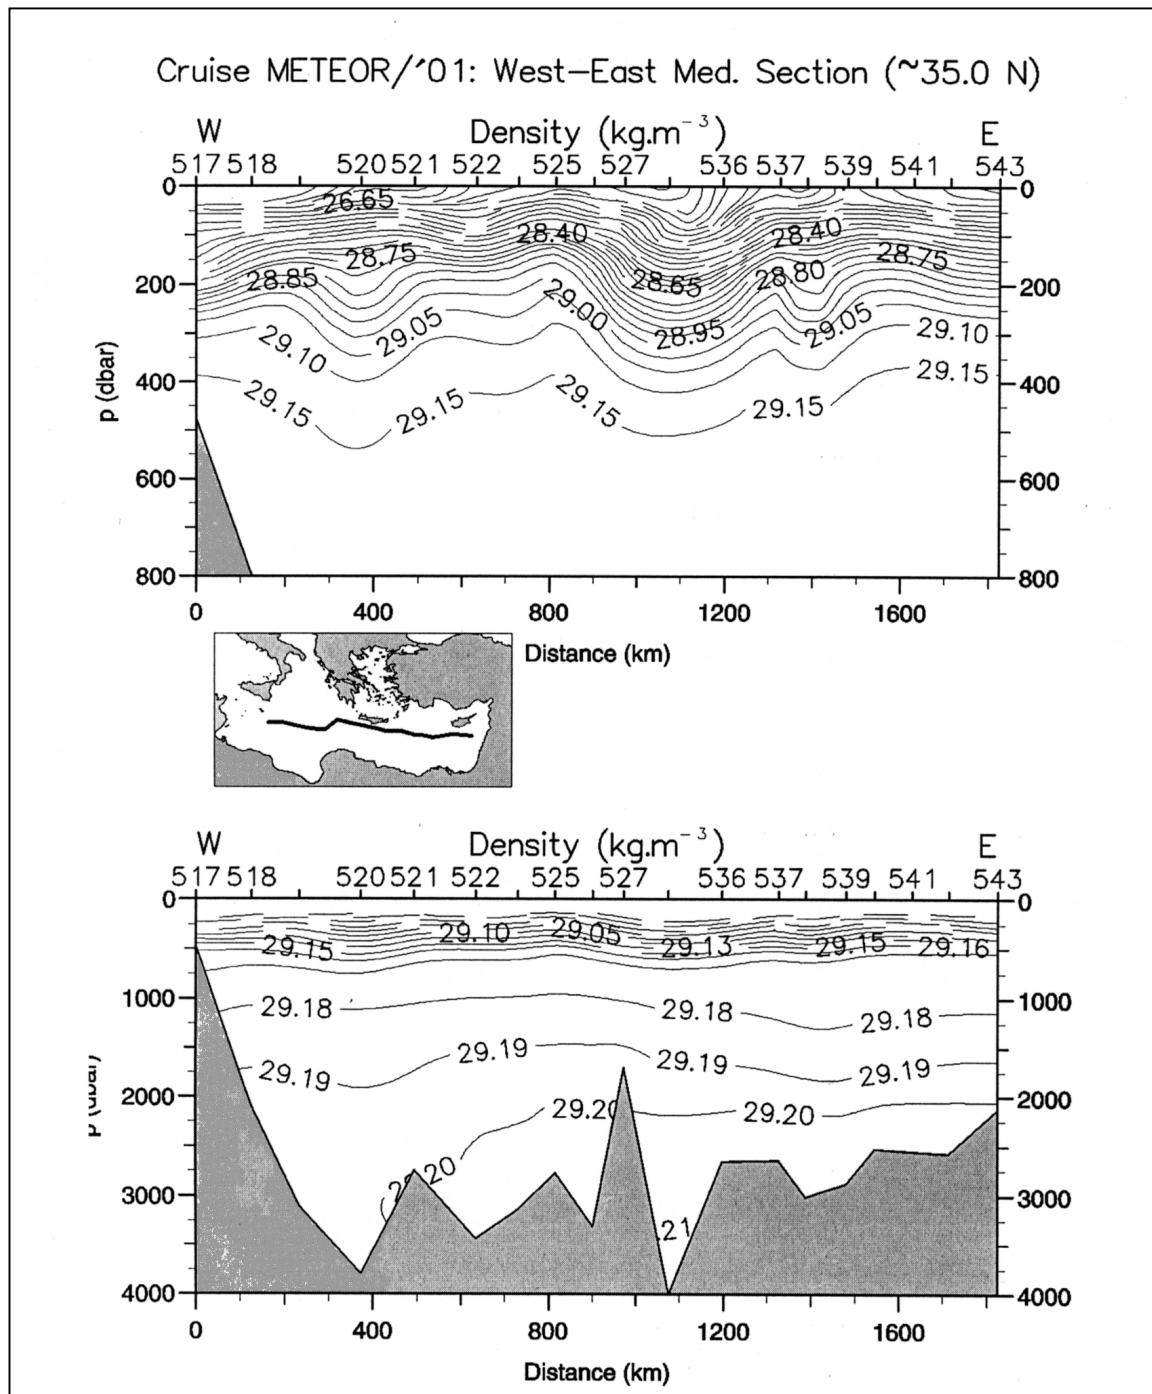 Cruise METEOR/´01: West–East Med. Section (~35.0 N)
W Density (kg.m⁻³) E
517 518 520 521 522 525 527 536 537 539 541 543
0 0
26.65
28.40 28.40
28.75 28.75
28.85 28.65 28.80
200 200
29.00
29.05 28.95 29.05 29.10
29.10
p (dbar)
400 29.15 29.15 29.15 29.15 29.15 400
600 600
800 800
0 400 800 1200 1600
Distance (km)
W Density (kg.m⁻³) E
517 518 520 521 522 525 527 536 537 539 541 543
0 0
29.15 29.10 29.05 29.13 29.15 29.16
1000 29.18 29.18 29.18 1000
29.19 29.19 29.19 29.19
p (dbar)
2000 29.20 29.20 2000
.20
3000 3000
.21
4000 4000
0 400 800 1200 1600
Distance (km)